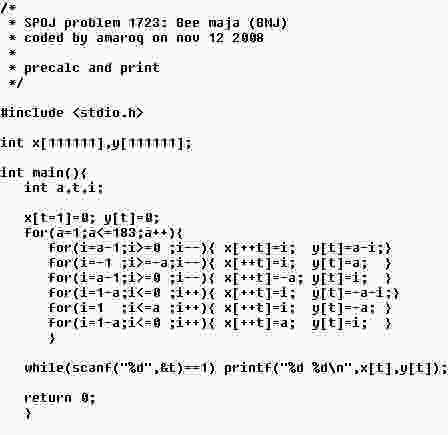 /*
 * SPOJ problem 1723: Bee maja (BMJ)
 * coded by amaroq on nov 12 2008
 *
 * precalc and print
 */
#include <stdio.h>
int x[111111],y[111111];
int main(){
   int a,t,i;
   x[t=1]=0; y[t]=0;
   for(a=1;a<=183;a++){
      for(i=a-1;i>=0 ;i--){ x[++t]=i;  y[t]=a-i;}
      for(i=-1 ;i>=-a;i--){ x[++t]=i;  y[t]=a;  }
      for(i=a-1;i>=0 ;i--){ x[++t]=-a; y[t]=i;  }
      for(i=1-a;i<=0 ;i++){ x[++t]=i;  y[t]=-a-i;}
      for(i=1  ;i<=a ;i++){ x[++t]=i;  y[t]=-a; }
      for(i=1-a;i<=0 ;i++){ x[++t]=a;  y[t]=i;  }
      }
   while(scanf("%d",&t)==1) printf("%d %d\n",x[t],y[t]);
   return 0;
   }